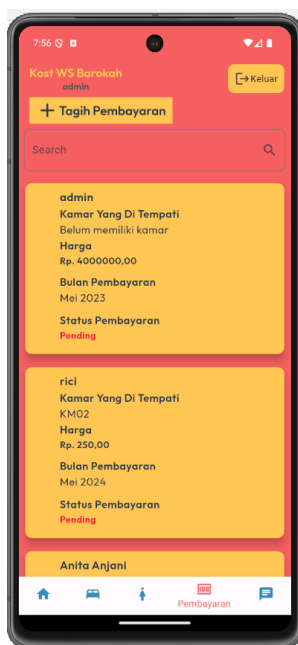 7:56
Kost WS Barokah
admin
Keluar
+ Tagih Pembayaran
Search
admin
Kamar Yang Di Tempati
Belum memiliki kamar
Harga
Rp. 4000000,00
Bulan Pembayaran
Mei 2023
Status Pembayaran
Pending
rici
Kamar Yang Di Tempati
KM02
Harga
Rp. 250,00
Bulan Pembayaran
Mei 2024
Status Pembayaran
Pending
Anita Anjani
Pembayaran